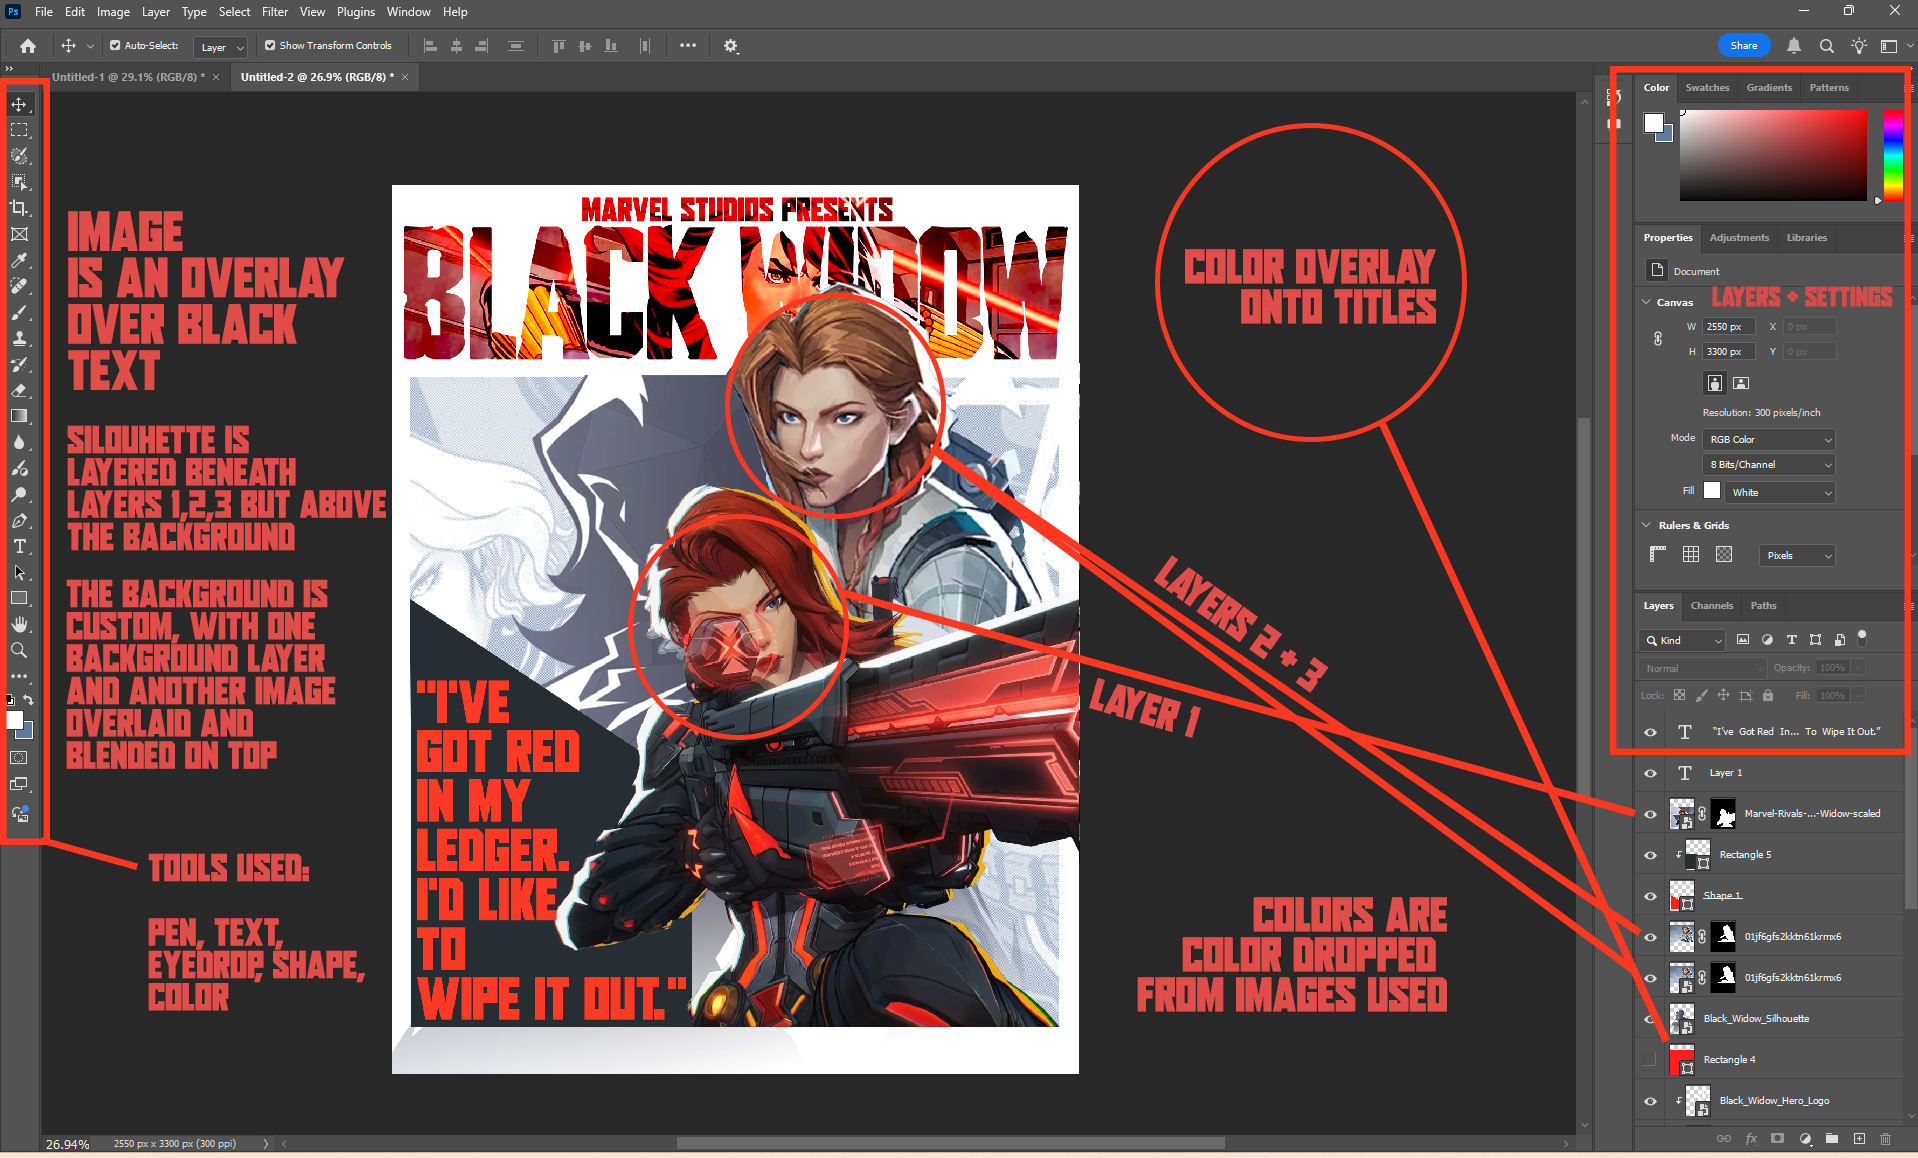 Ps File Edit Image Layer Type Select Filter View Plugins Window Help
Auto-Select: Layer Show Transform Controls Share
Untitled-1 @ 29.1% (RGB/8) * × Untitled-2 @ 26.9% (RGB/8) * ×
IMAGE
IS AN OVERLAY
OVER BLACK
TEXT
SILOUHETTE IS
LAYERED BENEATH
LAYERS 1,2,3 BUT ABOVE
THE BACKGROUND
THE BACKGROUND IS
CUSTOM, WITH ONE
BACKGROUND LAYER
AND ANOTHER IMAGE
OVERLAID AND
BLENDED ON TOP
TOOLS USED:
PEN, TEXT,
EYEDROP, SHAPE,
COLOR
MARVEL STUDIOS PRESENTS
BLACK WIDOW
"I'VE
GOT RED
IN MY
LEDGER.
I'D LIKE
TO
WIPE IT OUT."
COLOR OVERLAY
ONTO TITLES
LAYERS 2 + 3
LAYER 1
COLORS ARE
COLOR DROPPED
FROM IMAGES USED
Color Swatches Gradients Patterns
Properties Adjustments Libraries
Document
LAYERS + SETTINGS
Canvas
W 2550 px X 0 px
H 3300 px Y 0 px
Resolution: 300 pixels/inch
Mode RGB Color
8 Bits/Channel
Fill White
Rulers & Grids
Pixels
Layers Channels Paths
Kind
Normal Opacity: 100%
Lock: Fill: 100%
"I've Got Red In... To Wipe It Out."
Layer 1
Marvel-Rivals-...-Widow-scaled
Rectangle 5
Shape 1
01jf6gfs2kktn61krmx6
01jf6gfs2kktn61krmx6
Black_Widow_Silhouette
Rectangle 4
Black_Widow_Hero_Logo
fx
26.94% 2550 px x 3300 px (300 ppi)